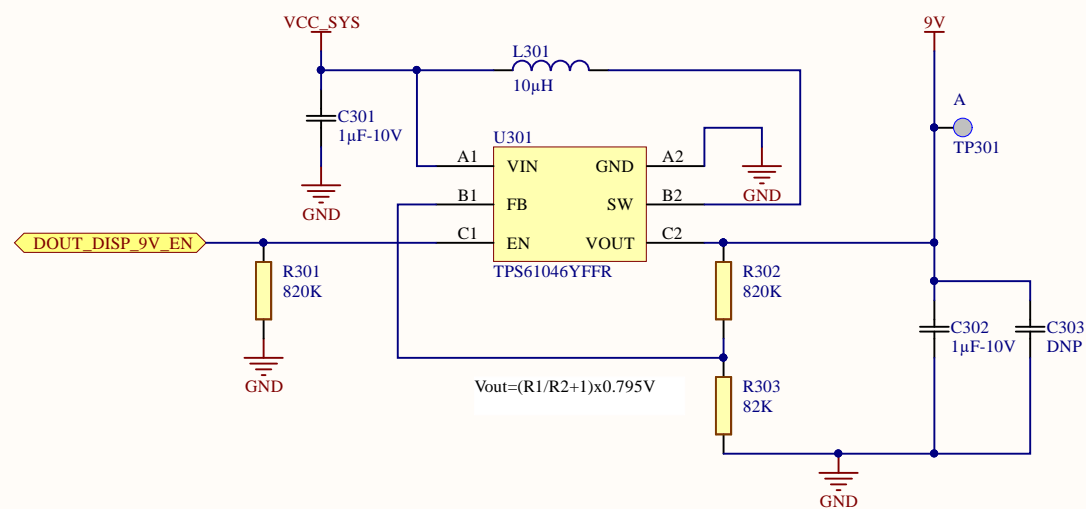 VCC_SYS
9V
L301
10µH
A
TP301
C301
1µF-10V
U301
A1
VIN
GND
A2
B1
FB
SW
B2
GND
GND
C1
EN
VOUT
C2
DOUT_DISP_9V_EN
TPS61046YFFR
R301
820K
R302
820K
C302
1µF-10V
C303
DNP
GND
Vout=(R1/R2+1)x0.795V
R303
82K
GND